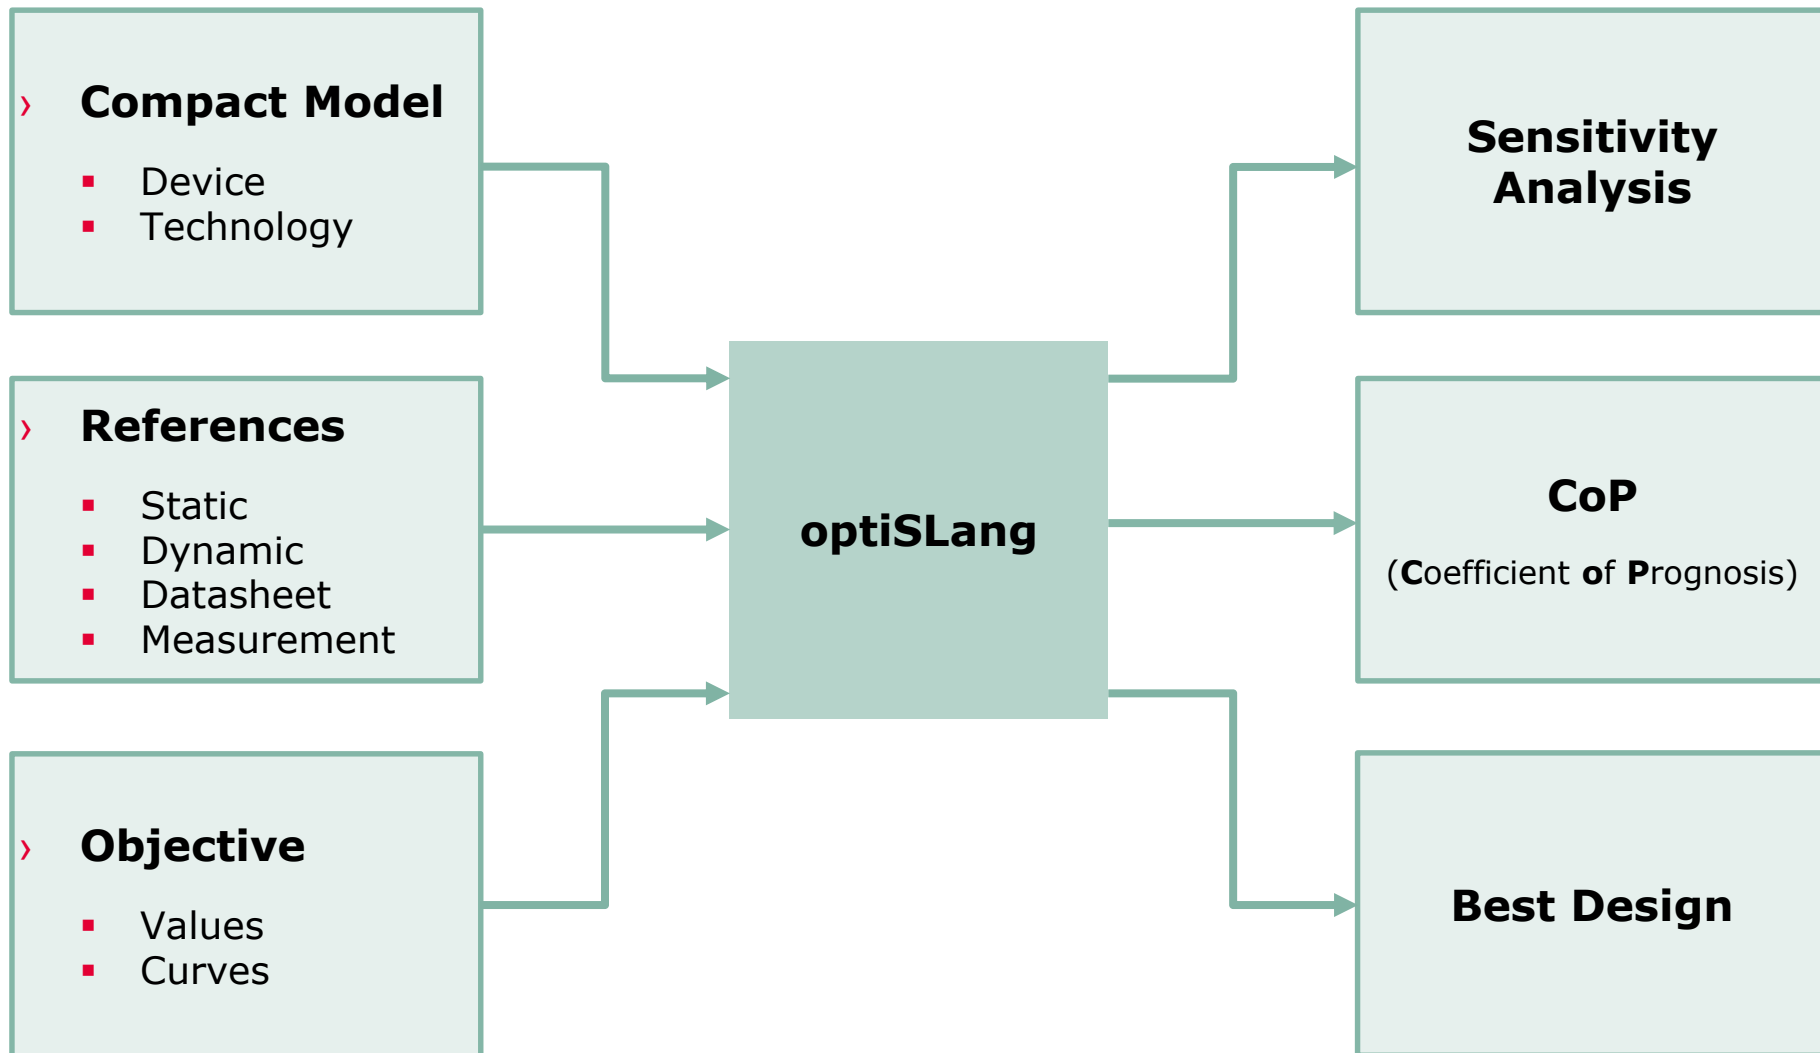 › Compact Model
▪ Device
▪ Technology
› References
▪ Static
▪ Dynamic
▪ Datasheet
▪ Measurement
› Objective
▪ Values
▪ Curves
optiSLang
Sensitivity
Analysis
CoP
(Coefficient of Prognosis)
Best Design